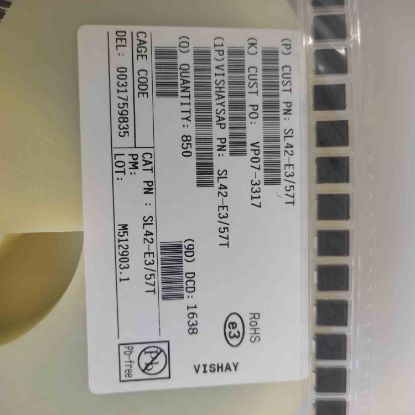 (P) CUST PN: SL42-E3/57T
(K) CUST PO: VP07-3317
(1P)VISHAYSAP PN: SL42-E3/57T
(Q) QUANTITY: 850
(9D) DCD: 1638
CAGE CODE
DEL: 0031759835
CAT PN : SL42-E3/57T
PM:
LOT: M512903.1
RoHS
e3
Pb
Pb-free
VISHAY